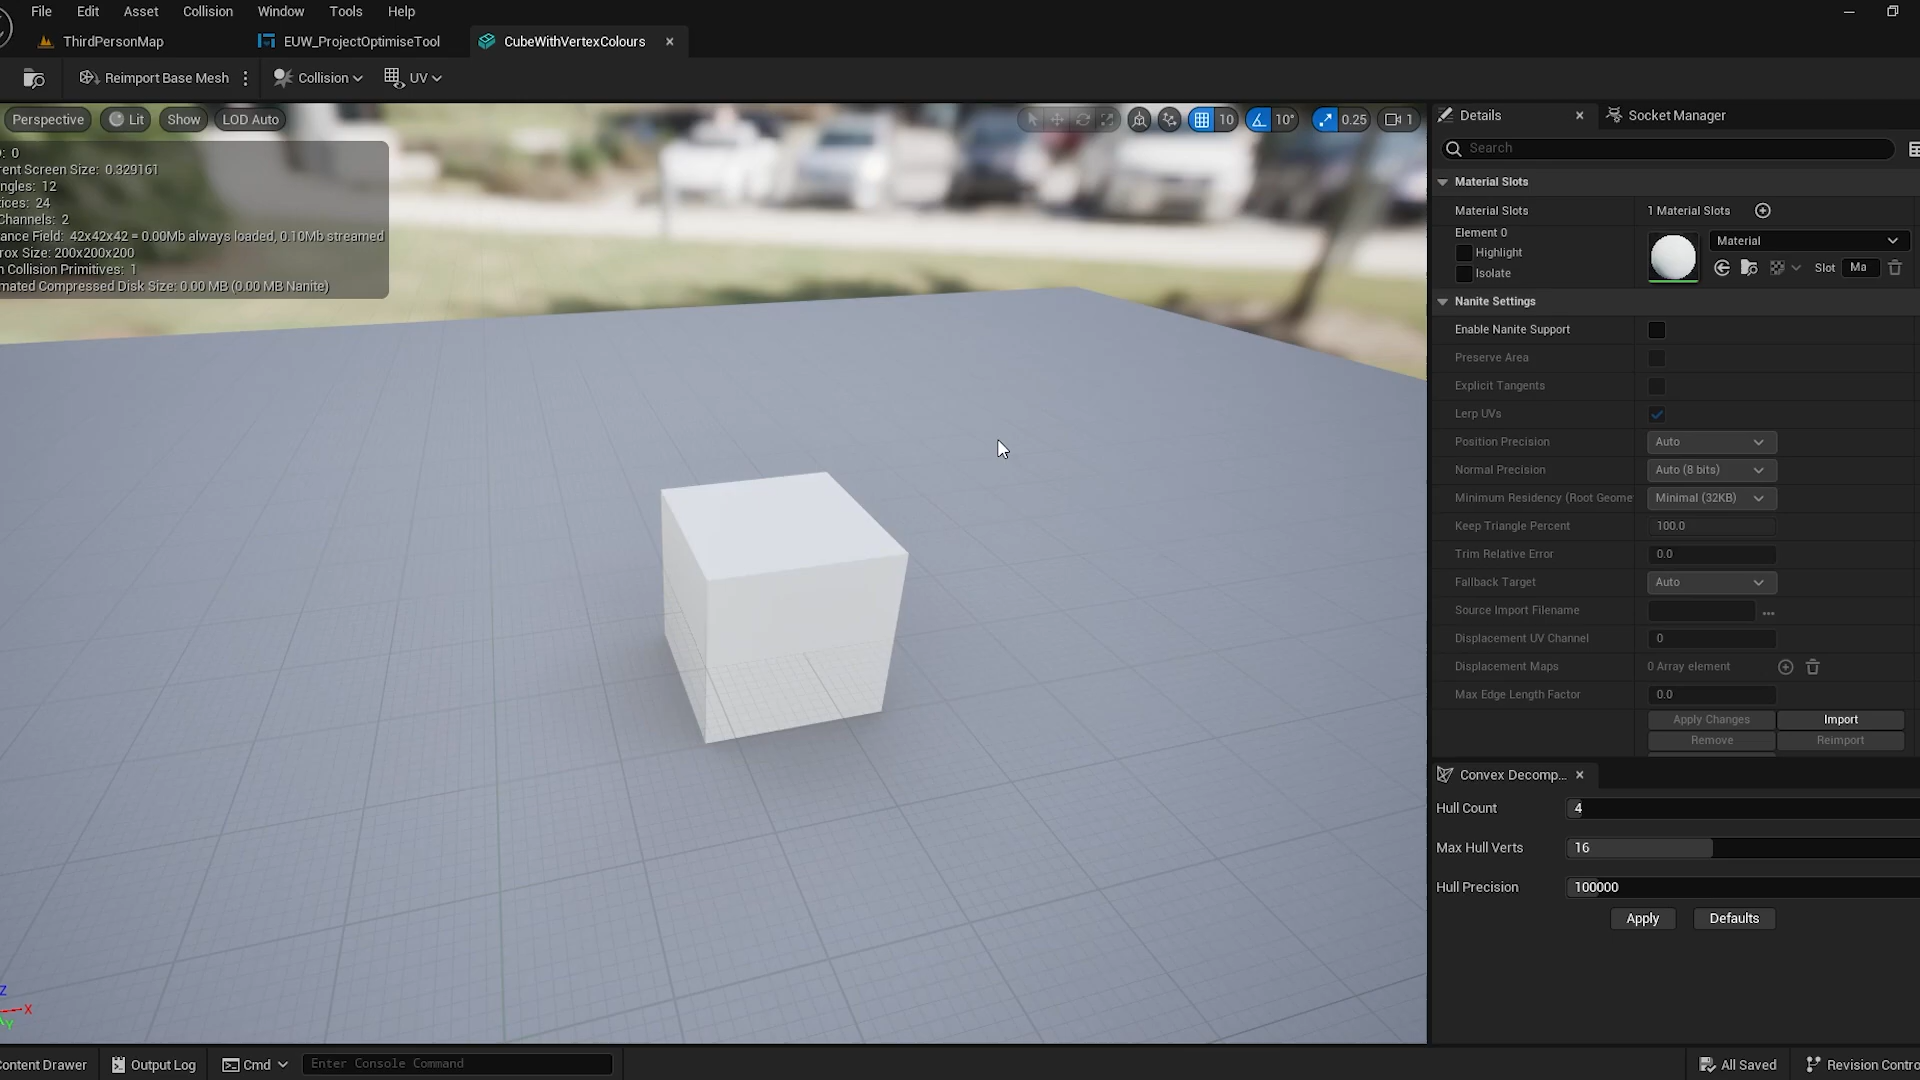 File Edit Asset Collision Window Tools Help
ThirdPersonMap EUW_ProjectOptimiseTool CubeWithVertexColours
Reimport Base Mesh Collision UV
Perspective Lit Show LOD Auto 10 10° 0.25 1
: 0
rent Screen Size: 0.329161
ngles: 12
ices: 24
Channels: 2
ance Field: 42x42x42 = 0.00Mb always loaded, 0.10Mb streamed
rox Size: 200x200x200
n Collision Primitives: 1
mated Compressed Disk Size: 0.00 MB (0.00 MB Nanite)
Z
X
Y
Details Socket Manager
Search
Material Slots
Material Slots 1 Material Slots
Element 0
Material
Highlight
Isolate
Slot Ma
Nanite Settings
Enable Nanite Support
Preserve Area
Explicit Tangents
Lerp UVs
Position Precision Auto
Normal Precision Auto (8 bits)
Minimum Residency (Root Geome Minimal (32KB)
Keep Triangle Percent 100.0
Trim Relative Error 0.0
Fallback Target Auto
Source Import Filename
Displacement UV Channel 0
Displacement Maps 0 Array element
Max Edge Length Factor 0.0
Apply Changes Import
Remove Reimport
Convex Decomp...
Hull Count 4
Max Hull Verts 16
Hull Precision 100000
Apply Defaults
ontent Drawer Output Log Cmd Enter Console Command All Saved Revision Contro